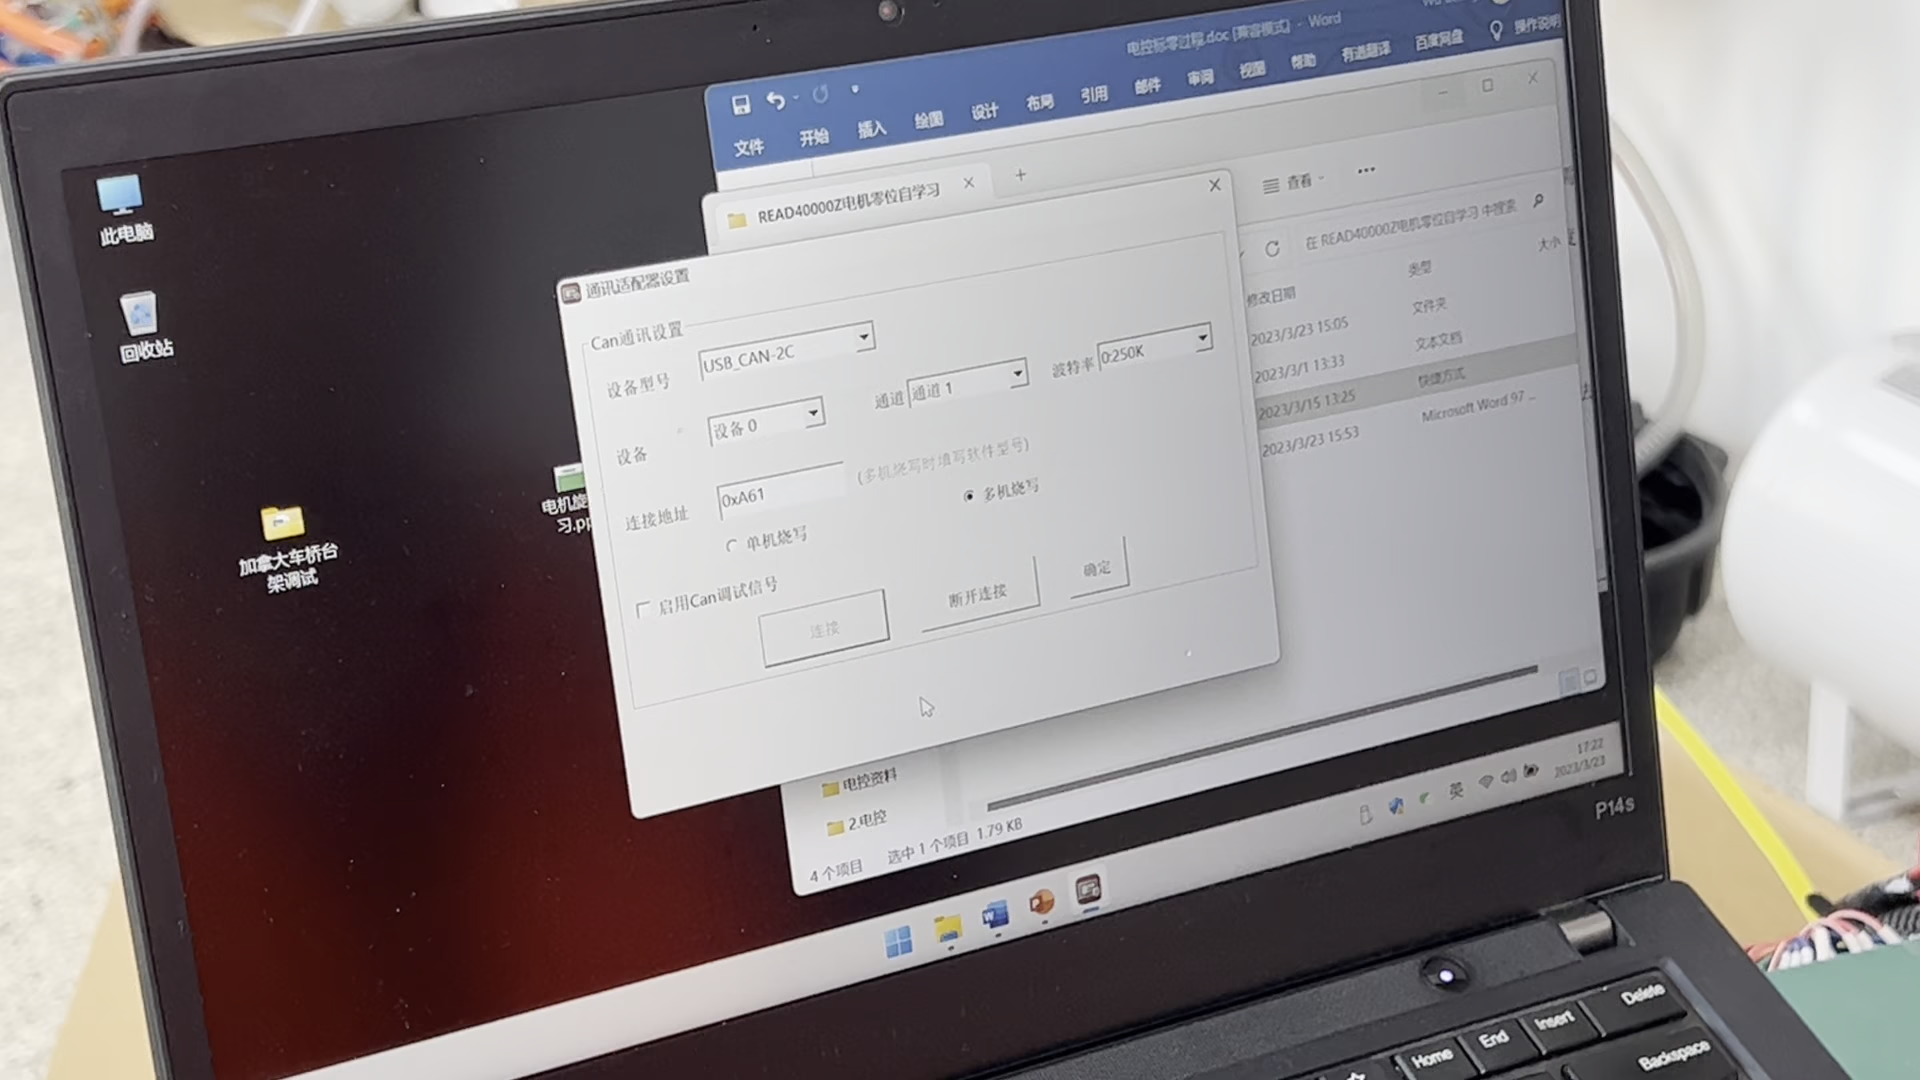 电控标零过程.doc [兼容模式] - Word
文件 开始 插入 绘图 设计 布局 引用 邮件 审阅 视图 帮助 有道翻译 百度网盘 操作说明
此电脑
回收站
加拿大车桥台
架调试
电机旋
习.pp
READ40000Z电机零位自学习
查看
在 READ40000Z电机零位自学习 中搜索
修改日期 类型 大小
2023/3/23 15:05 文件夹
2023/3/1 13:33 文本文档
2023/3/15 13:25 快捷方式
2023/3/23 15:53 Microsoft Word 97 ...
通讯适配器设置
Can通讯设置
设备型号 USB_CAN-2C
设备 设备 0 通道 通道 1 波特率 0:250K
连接地址 0xA61 (多机烧写时填写软件型号)
单机烧写 多机烧写
启用Can调试信号
连接 断开连接 确定
电控资料
2.电控
4 个项目 选中 1 个项目 1.79 KB
英
17:22
2023/3/23
P14s
Home End Insert Delete
Backspace